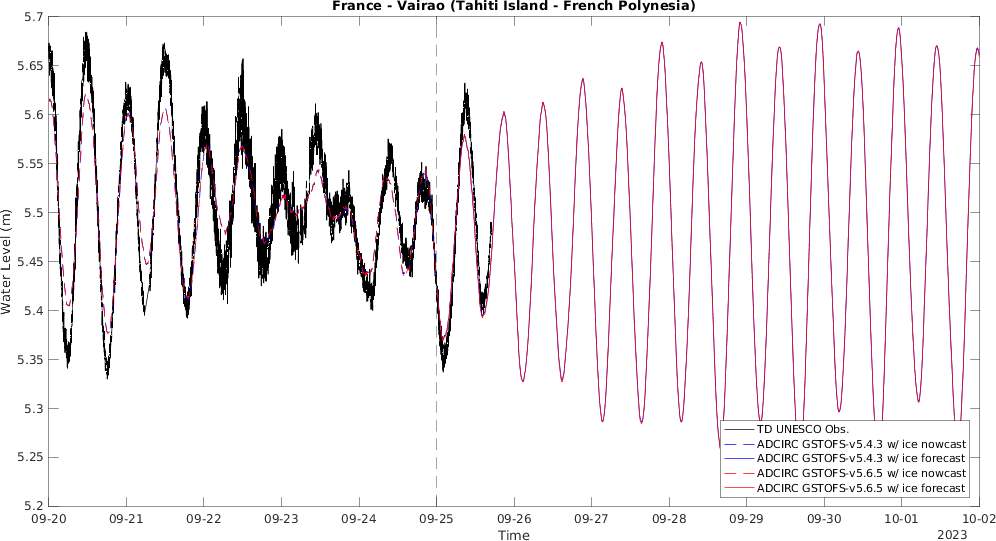 France - Vairao (Tahiti Island - French Polynesia)
5.7
5.65
5.6
5.55
5.5
5.45
5.4
5.35
5.3
5.25
5.2
Water Level (m)
TD UNESCO Obs.
ADCIRC GSTOFS-v5.4.3 w/ ice nowcast
ADCIRC GSTOFS-v5.4.3 w/ ice forecast
ADCIRC GSTOFS-v5.6.5 w/ ice nowcast
ADCIRC GSTOFS-v5.6.5 w/ ice forecast
09-20 09-21 09-22 09-23 09-24 09-25 09-26 09-27 09-28 09-29 09-30 10-01 10-02
Time
2023